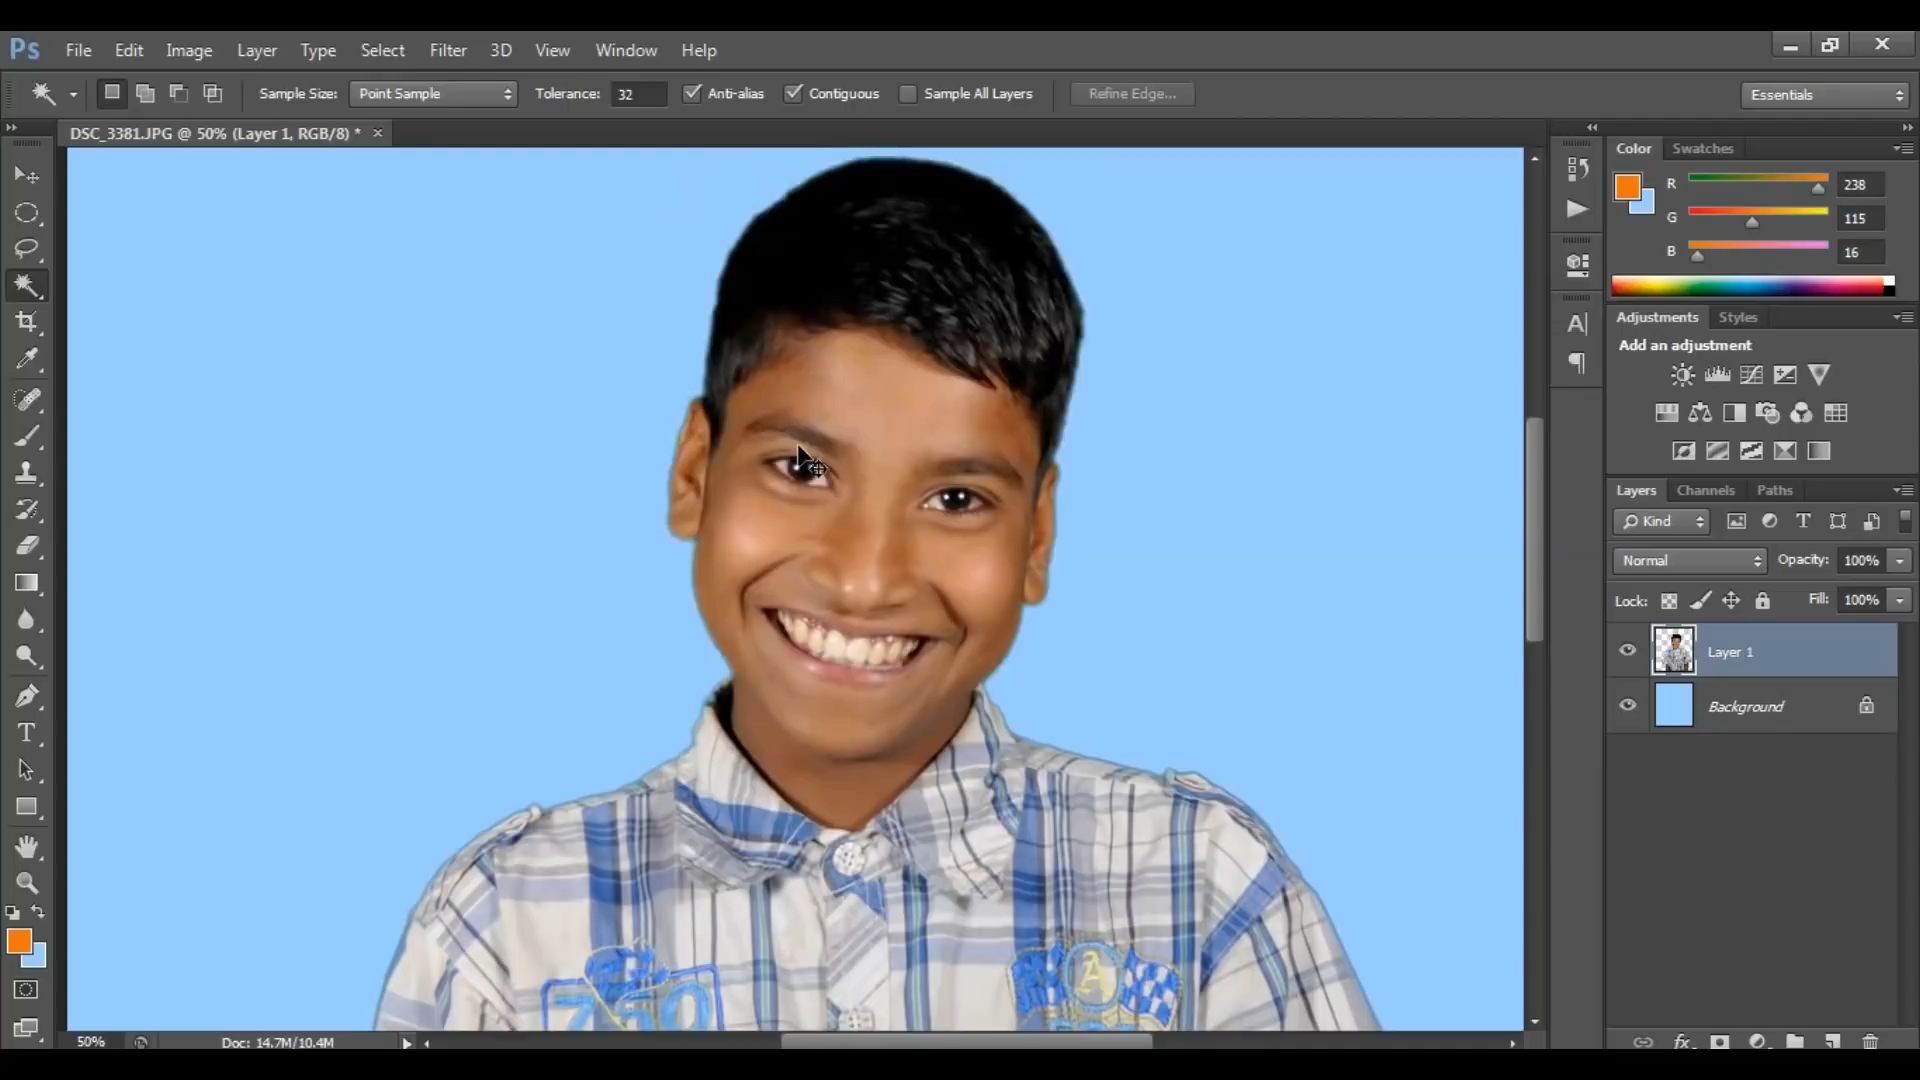 Ps File Edit Image Layer Type Select Filter 3D View Window Help
Sample Size: Point Sample Tolerance: 32 Anti-alias Contiguous Sample All Layers Refine Edge... Essentials
DSC_3381.JPG @ 50% (Layer 1, RGB/8) * ×
Color Swatches
R 238
G 115
B 16
Adjustments Styles
Add an adjustment
Layers Channels Paths
Kind
Normal Opacity: 100%
Lock: Fill: 100%
Layer 1
Background
750
A
50% Doc: 14.7M/10.4M
fx